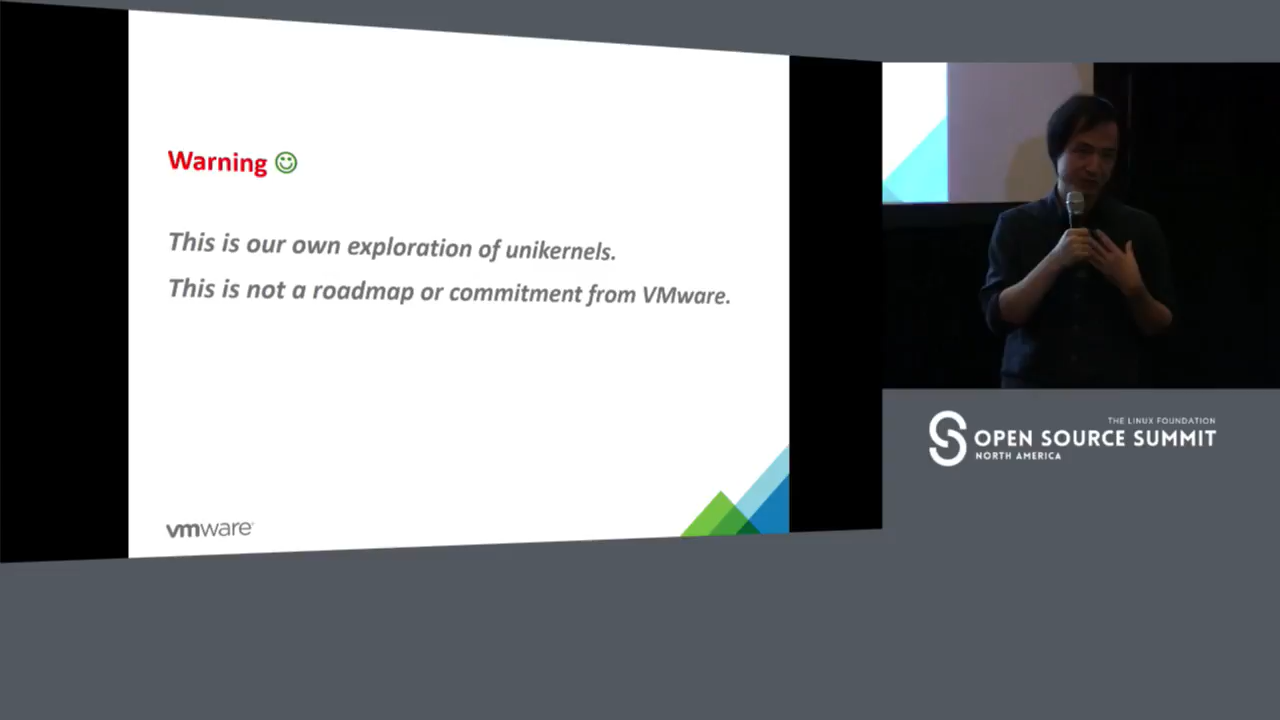 Warning ☺
This is our own exploration of unikernels.
This is not a roadmap or commitment from VMware.
vmware
THE LINUX FOUNDATION
OPEN SOURCE SUMMIT
NORTH AMERICA